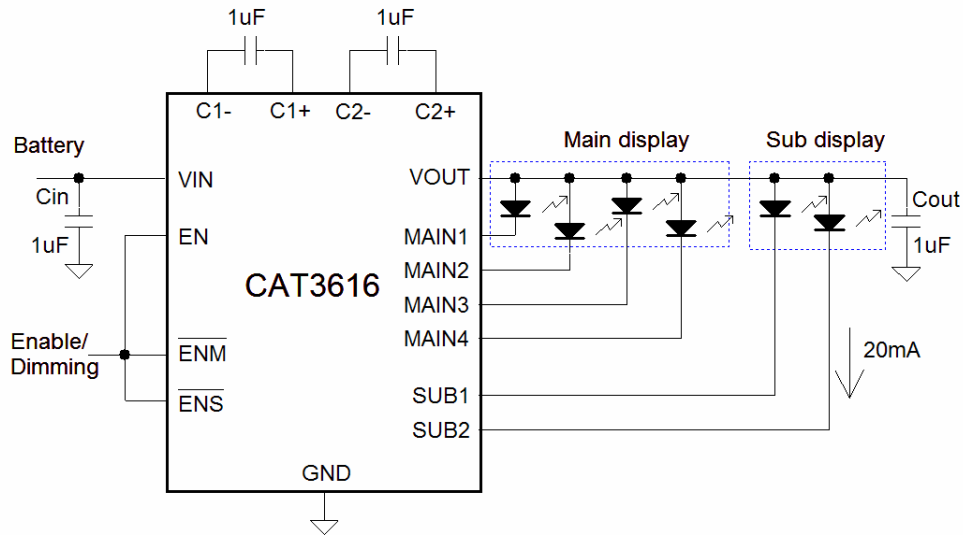 1uF
1uF
C1-
C1+
C2-
C2+
Battery
Main display
Sub display
VIN
VOUT
Cin
Cout
1uF
EN
MAIN1
1uF
MAIN2
CAT3616
MAIN3
Enable/
Dimming
ENM
MAIN4
20mA
ENS
SUB1
SUB2
GND